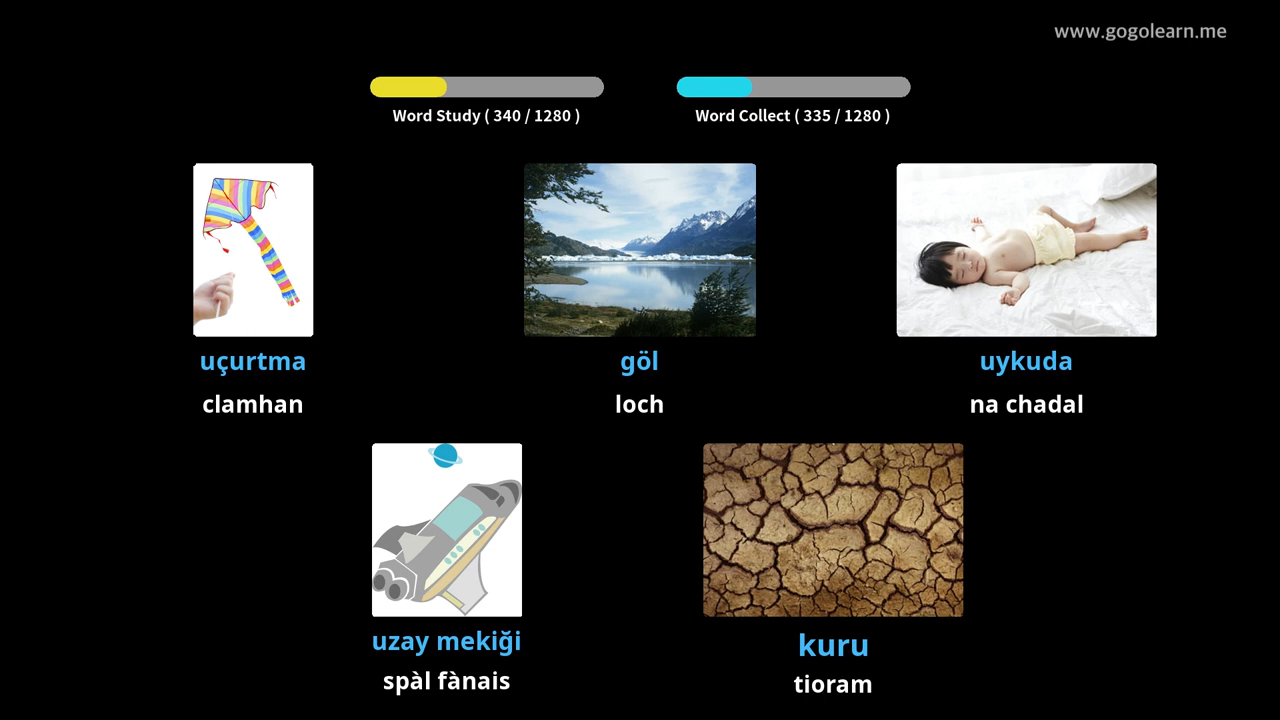 www.gogolearn.me
Word Study ( 340 / 1280 )
Word Collect ( 335 / 1280 )
uçurtma
clamhan
göl
loch
uykuda
na chadal
uzay mekiği
spàl fànais
kuru
tioram